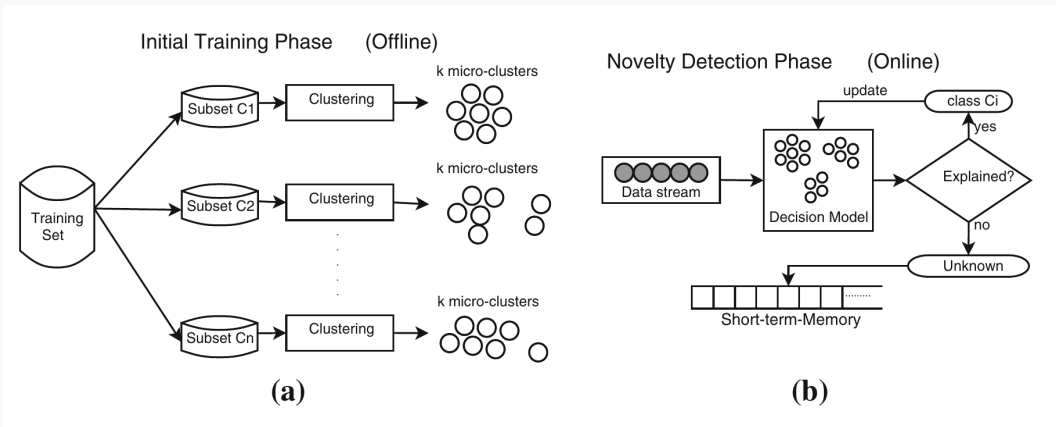 Initial Training Phase (Offline)
k micro-clusters
Subset C1
Clustering
k micro-clusters
Training
Set
Subset C2
Clustering
k micro-clusters
Subset Cn
Clustering
(a)
Novelty Detection Phase (Online)
update
class Ci
yes
Data stream
Decision Model
Explained?
no
Unknown
Short-term-Memory
(b)